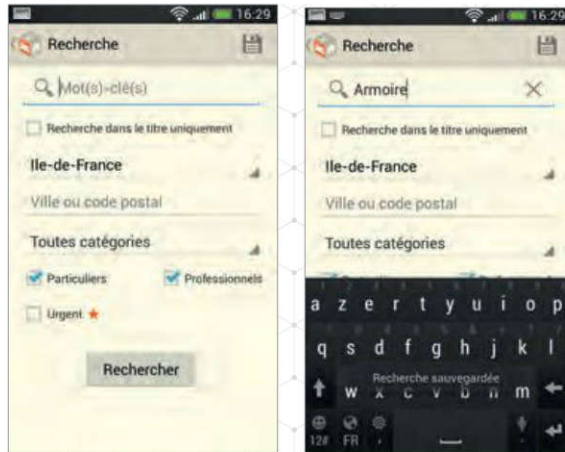 16:29
Recherche
Mot(s)-clé(s)
Recherche dans le titre uniquement
Ile-de-France
Ville ou code postal
Toutes catégories
Particuliers
Professionnels
Urgent
Rechercher
16:29
Recherche
Armoire
Recherche dans le titre uniquement
Ile-de-France
Ville ou code postal
Toutes catégories
a z e r t y u i o p
q s d f g h j k l
Recherche sauvegardée
w x c v b n m
12# FR ,